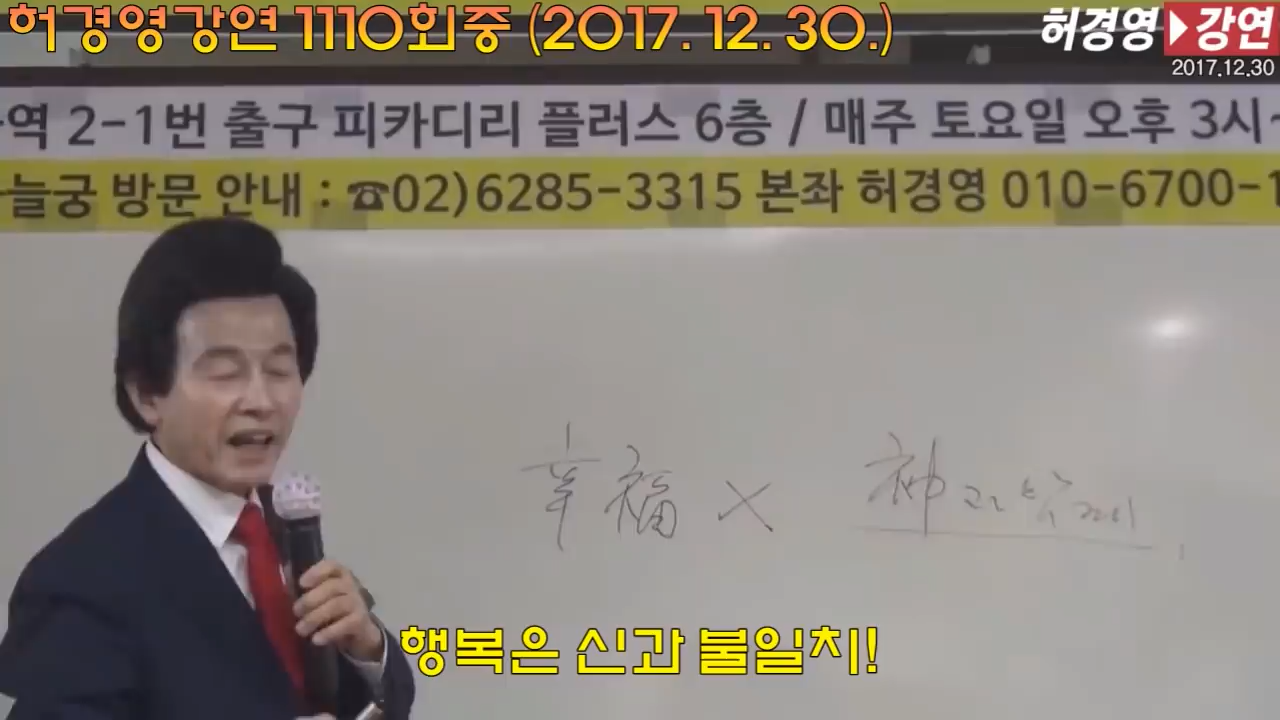 허경영강연 1110회중 (2017. 12. 30.)
허경영▶강연
2017.12.30
역 2-1번 출구 피카디리 플러스 6층 / 매주 토요일 오후 3시~
늘궁 방문 안내 : ☎02)6285-3315 본좌 허경영 010-6700-1
幸福 × 神
행복은 신과 불일치!